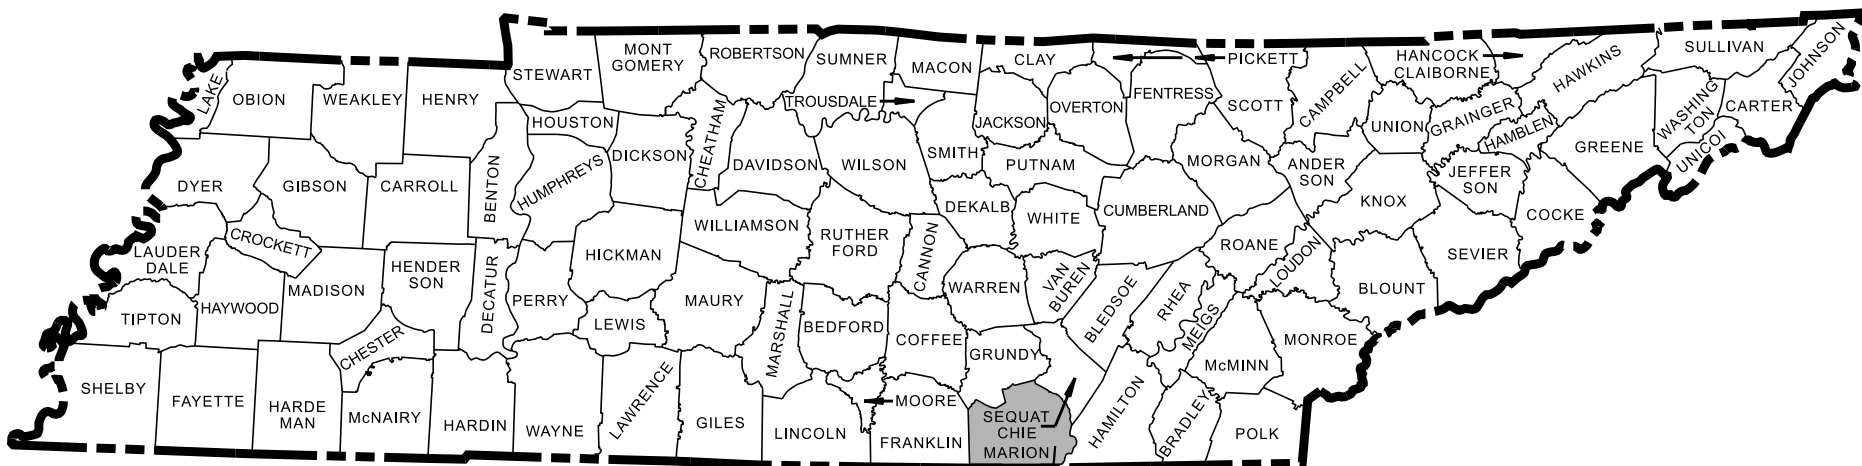 LAKE
OBION
WEAKLEY
HENRY
STEWART
MONT
GOMERY
ROBERTSON
SUMNER
MACON
CLAY
PICKETT
HANCOCK
CLAIBORNE
HAWKINS
SULLIVAN
JOHNSON
TROUSDALE
JACKSON
OVERTON
FENTRESS
SCOTT
CAMPBELL
UNION
GRAINGER
HAMBLEN
WASHING
TON
CARTER
UNICOI
GREENE
HOUSTON
DICKSON
CHEATHAM
DAVIDSON
WILSON
SMITH
PUTNAM
MORGAN
ANDER
SON
JEFFER
SON
DYER
GIBSON
CARROLL
BENTON
HUMPHREYS
DEKALB
WHITE
CUMBERLAND
KNOX
COCKE
CROCKETT
LAUDER
DALE
HENDER
SON
DECATUR
HICKMAN
WILLIAMSON
RUTHER
FORD
CANNON
ROANE
LOUDON
SEVIER
TIPTON
HAYWOOD
MADISON
PERRY
LEWIS
MAURY
MARSHALL
BEDFORD
WARREN
VAN
BUREN
BLEDSOE
RHEA
MEIGS
BLOUNT
MONROE
CHESTER
COFFEE
GRUNDY
McMINN
SHELBY
FAYETTE
HARDE
MAN
McNAIRY
HARDIN
WAYNE
LAWRENCE
GILES
LINCOLN
MOORE
FRANKLIN
SEQUAT
CHIE
MARION
HAMILTON
BRADLEY
POLK